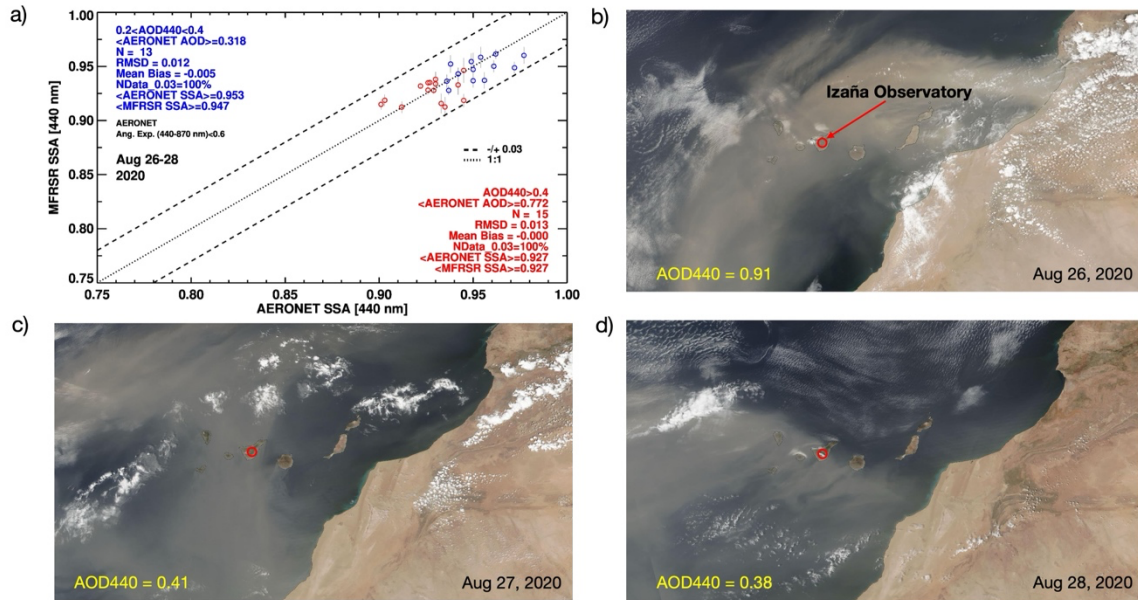 a)
0.2<AOD440<0.4
<AERONET AOD>=0.318
N = 13
RMSD = 0.012
Mean Bias = -0.005
NData_0.03=100%
<AERONET SSA>=0.953
<MFRSR SSA>=0.947
AERONET
Ang. Exp. (440-870 nm)<0.6
Aug 26-28
2020
-/+ 0.03
1:1
AOD440>0.4
<AERONET AOD>=0.772
N = 15
RMSD = 0.013
Mean Bias = -0.000
NData_0.03=100%
<AERONET SSA>=0.927
<MFRSR SSA>=0.927
MFRSR SSA [440 nm]
1.00
0.95
0.90
0.85
0.80
0.75
0.75
0.80
0.85
0.90
0.95
1.00
AERONET SSA [440 nm]
b)
Izaña Observatory
AOD440 = 0.91
Aug 26, 2020
c)
AOD440 = 0.41
Aug 27, 2020
d)
AOD440 = 0.38
Aug 28, 2020